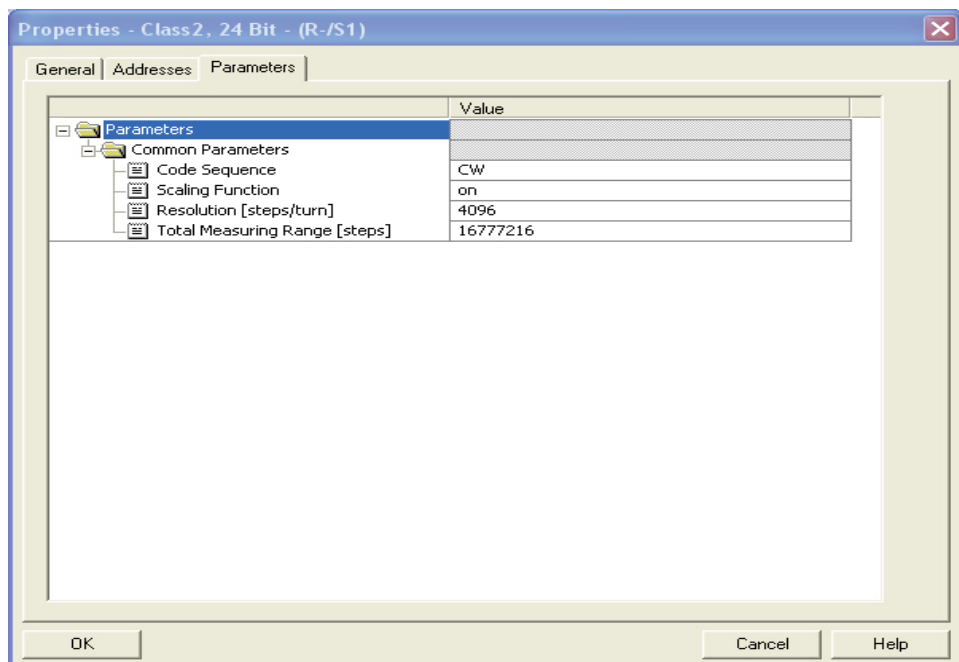 Properties - Class2, 24 Bit - (R-/S1)
General Addresses Parameters
Value
Parameters
Common Parameters
Code Sequence CW
Scaling Function on
Resolution [steps/turn] 4096
Total Measuring Range [steps] 16777216
OK Cancel Help